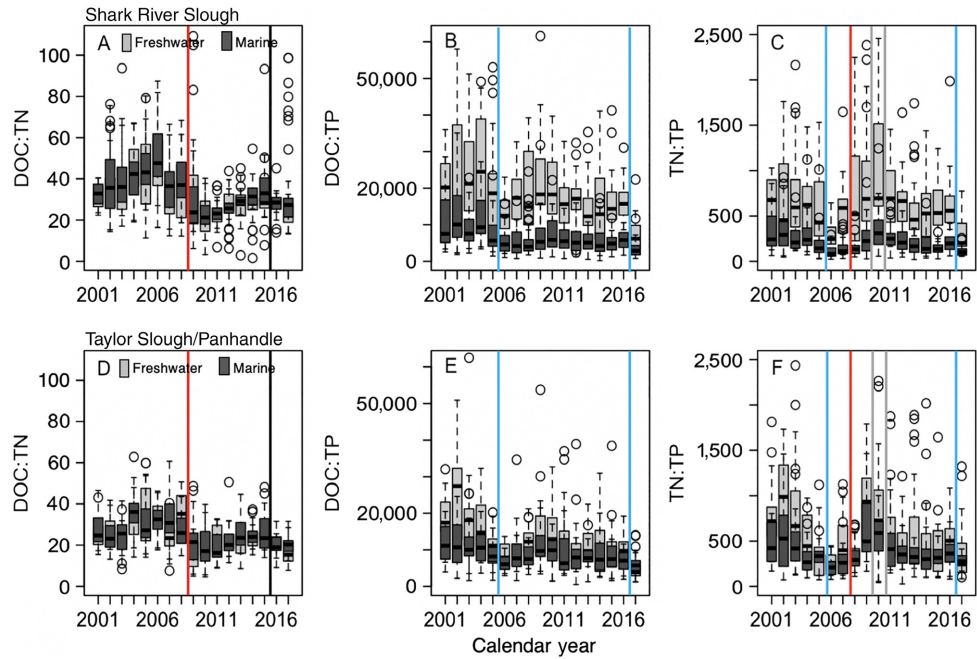 Shark River Slough
A Freshwater Marine
DOC:TN
100
80
60
40
20
0
2001 2006 2011 2016
B
DOC:TP
50,000
20,000
0
2001 2006 2011 2016
C
TN:TP
2,500
1,500
500
0
2001 2006 2011 2016
Taylor Slough/Panhandle
D Freshwater Marine
DOC:TN
100
80
60
40
20
0
2001 2006 2011 2016
E
DOC:TP
50,000
20,000
0
2001 2006 2011 2016
F
TN:TP
2,500
1,500
500
0
2001 2006 2011 2016
Calendar year